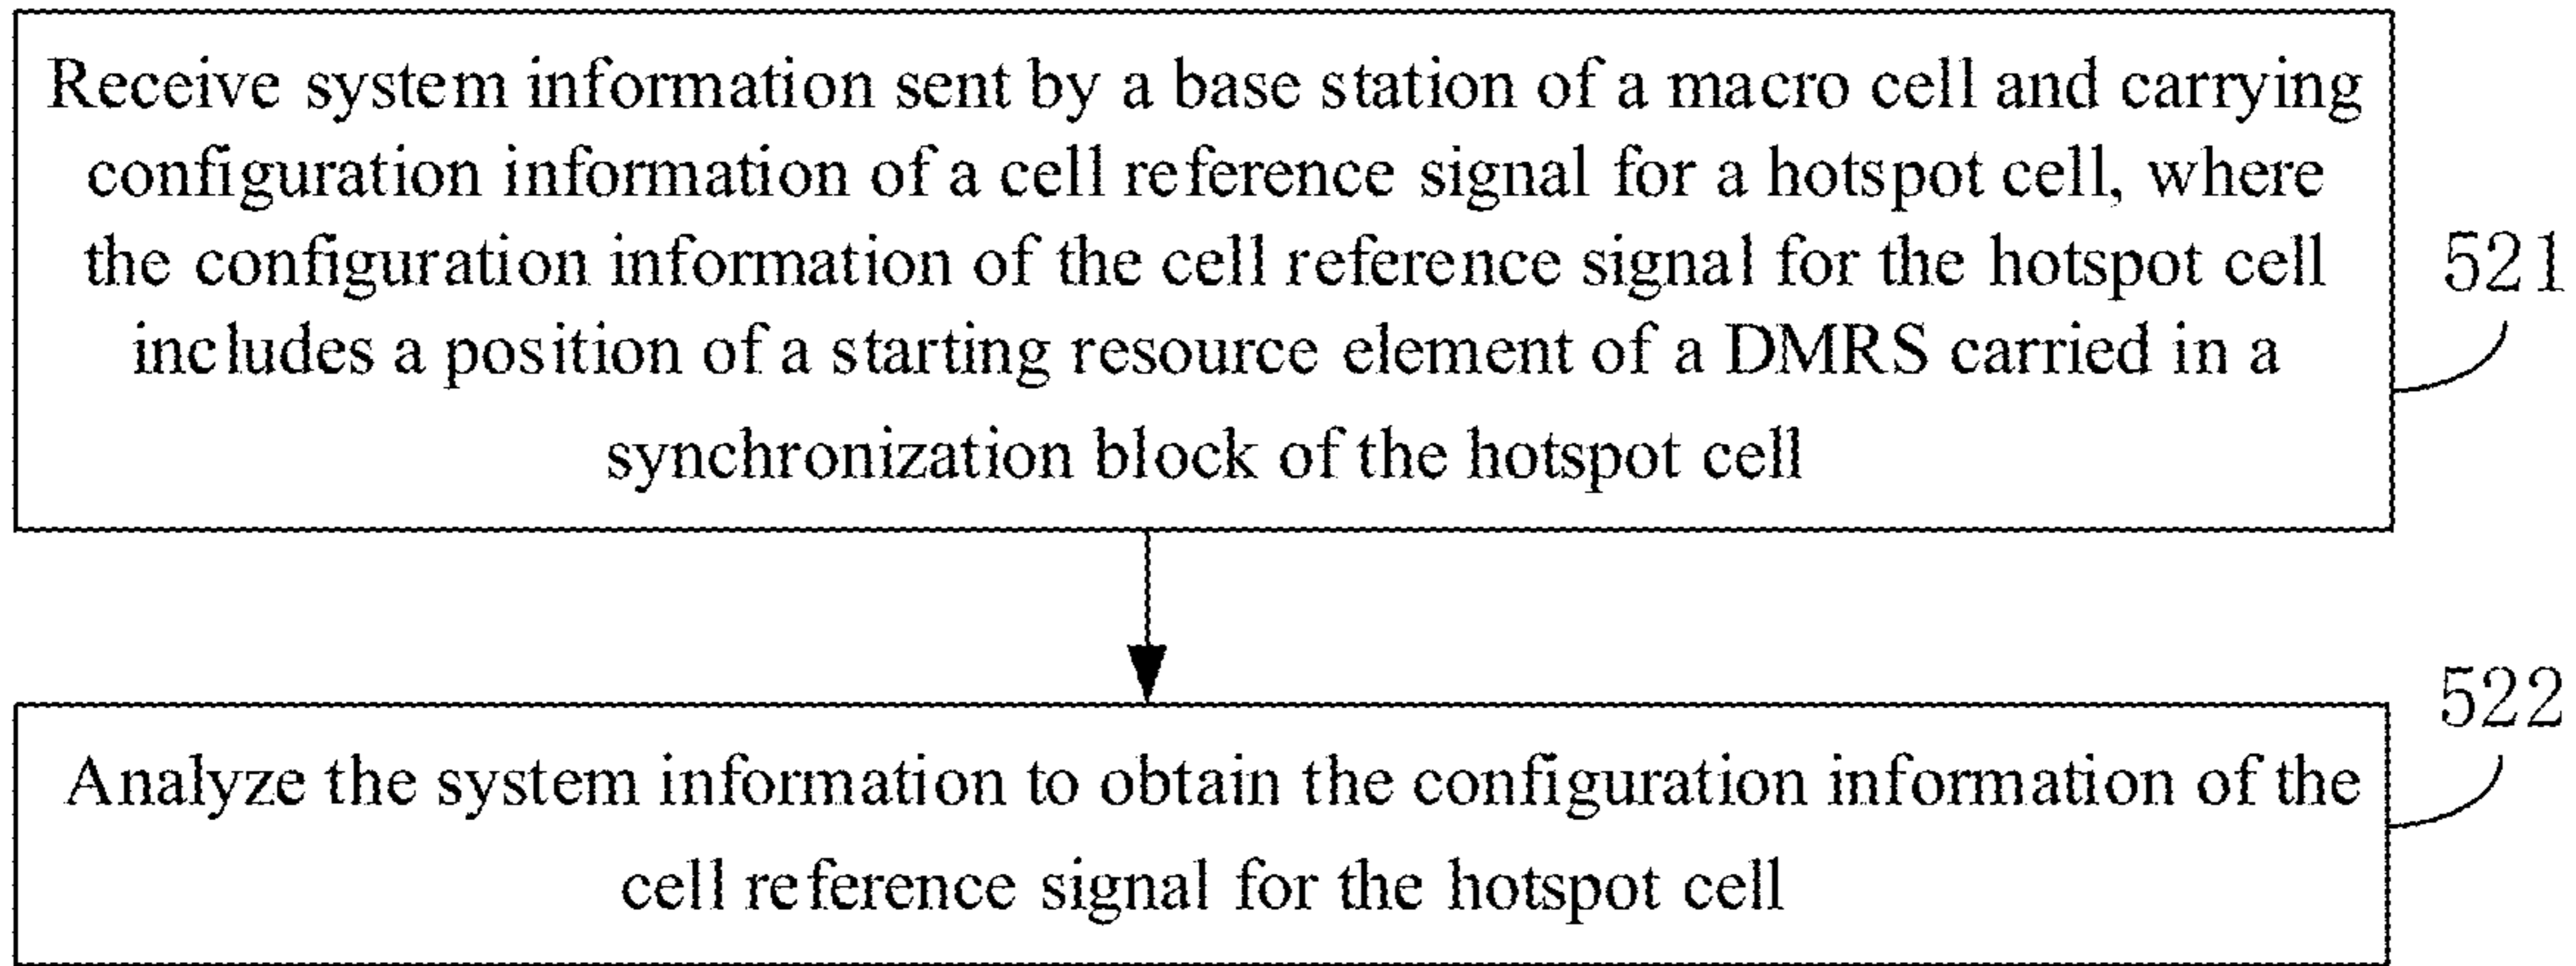 Receive system information sent by a base station of a macro cell and carrying
configuration information of a cell reference signal for a hotspot cell, where
the configuration information of the cell reference signal for the hotspot cell
includes a position of a starting resource element of a DMRS carried in a
synchronization block of the hotspot cell
521
522
Analyze the system information to obtain the configuration information of the
cell reference signal for the hotspot cell